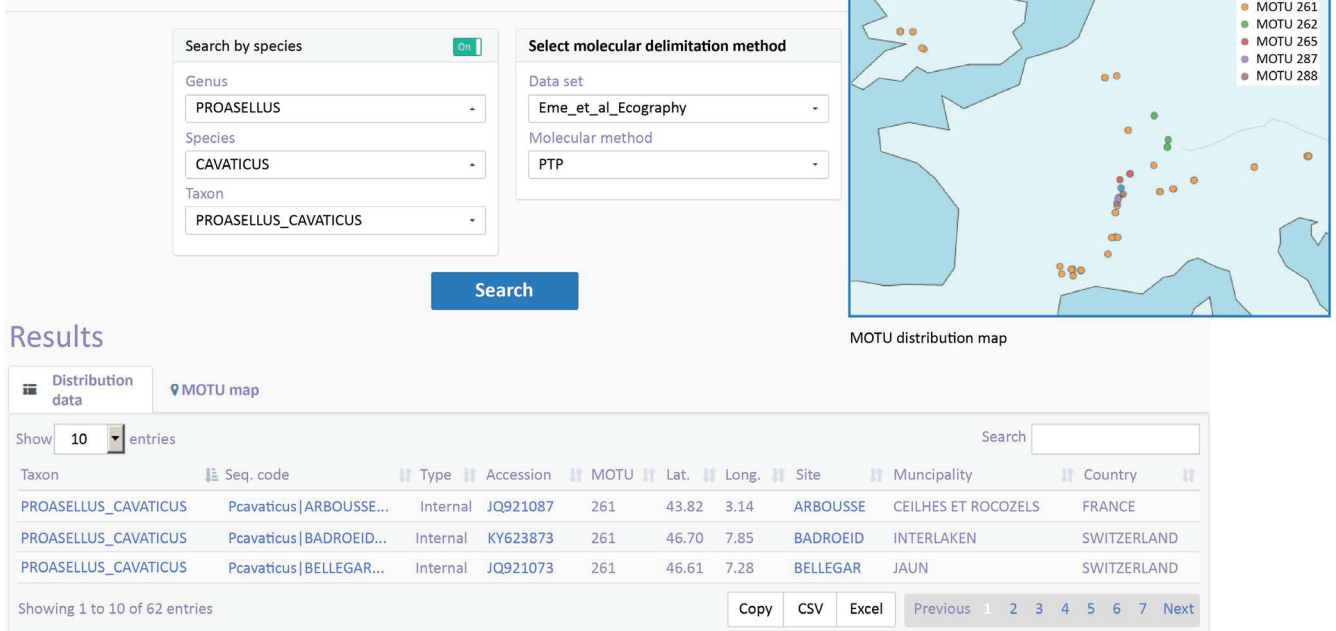 Search by species On
Genus
PROASELLUS
Species
CAVATICUS
Taxon
PROASELLUS_CAVATICUS
Select molecular delimitation method
Data set
Eme_et_al_Ecography
Molecular method
PTP
MOTU 261
MOTU 262
MOTU 265
MOTU 287
MOTU 288
Search
MOTU distribution map
Results
Distribution
data
MOTU map
Show 10 entries
Search
Taxon Seq. code Type Accession MOTU Lat. Long. Site Muncipality Country
PROASELLUS_CAVATICUS Pcavaticus|ARBOUSSE... Internal JQ921087 261 43.82 3.14 ARBOUSSE CEILHES ET ROCOZELS FRANCE
PROASELLUS_CAVATICUS Pcavaticus|BADROEID... Internal KY623873 261 46.70 7.85 BADROEID INTERLAKEN SWITZERLAND
PROASELLUS_CAVATICUS Pcavaticus|BELLEGAR... Internal JQ921073 261 46.61 7.28 BELLEGAR JAUN SWITZERLAND
Showing 1 to 10 of 62 entries
Copy CSV Excel Previous 1 2 3 4 5 6 7 Next